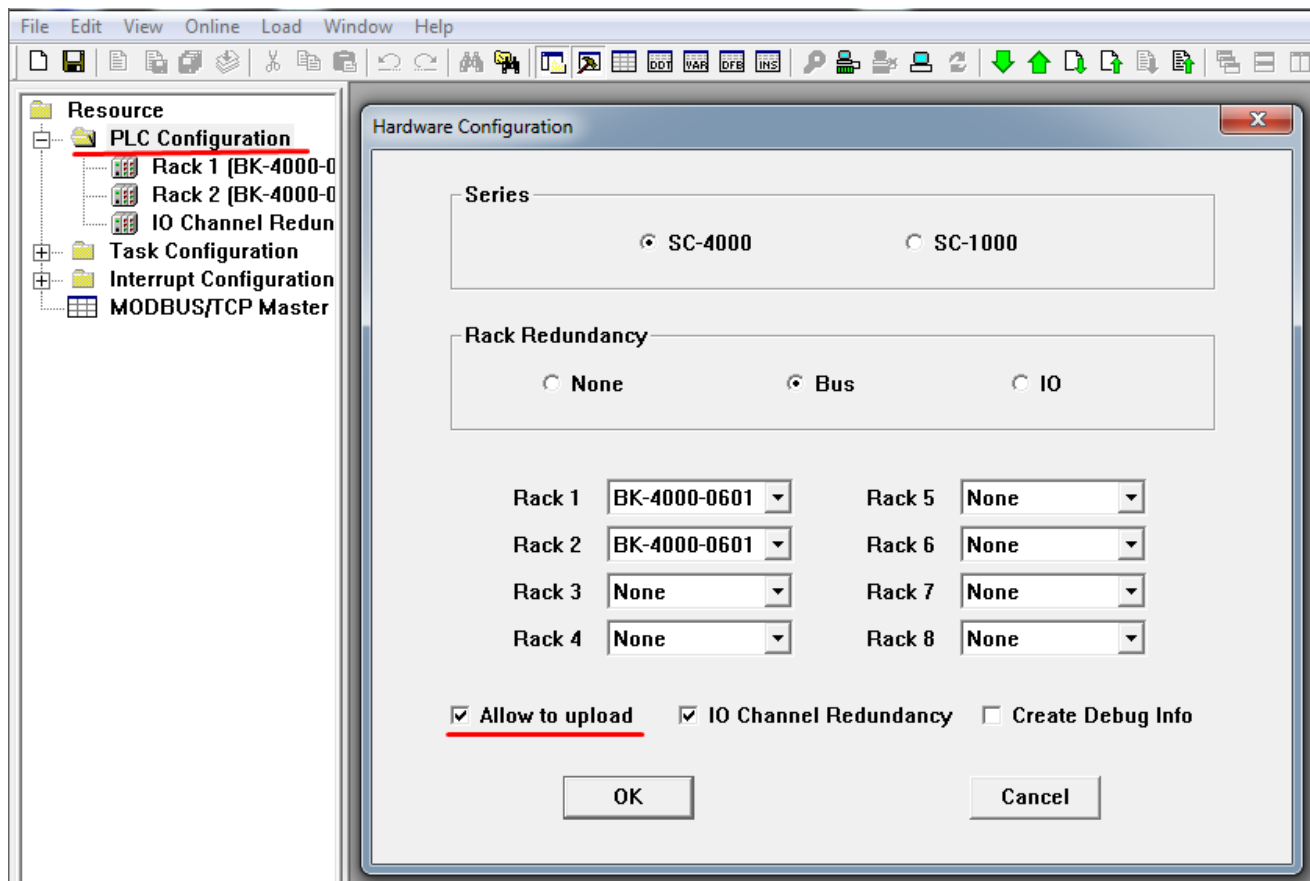 File Edit View Online Load Window Help
DDT VAR DFB INS
Resource
PLC Configuration
Rack 1 (BK-4000-0
Rack 2 (BK-4000-0
IO Channel Redun
Task Configuration
Interrupt Configuration
MODBUS/TCP Master
Hardware Configuration
Series
SC-4000 SC-1000
Rack Redundancy
None Bus IO
Rack 1 BK-4000-0601 Rack 5 None
Rack 2 BK-4000-0601 Rack 6 None
Rack 3 None Rack 7 None
Rack 4 None Rack 8 None
Allow to upload IO Channel Redundancy Create Debug Info
OK Cancel